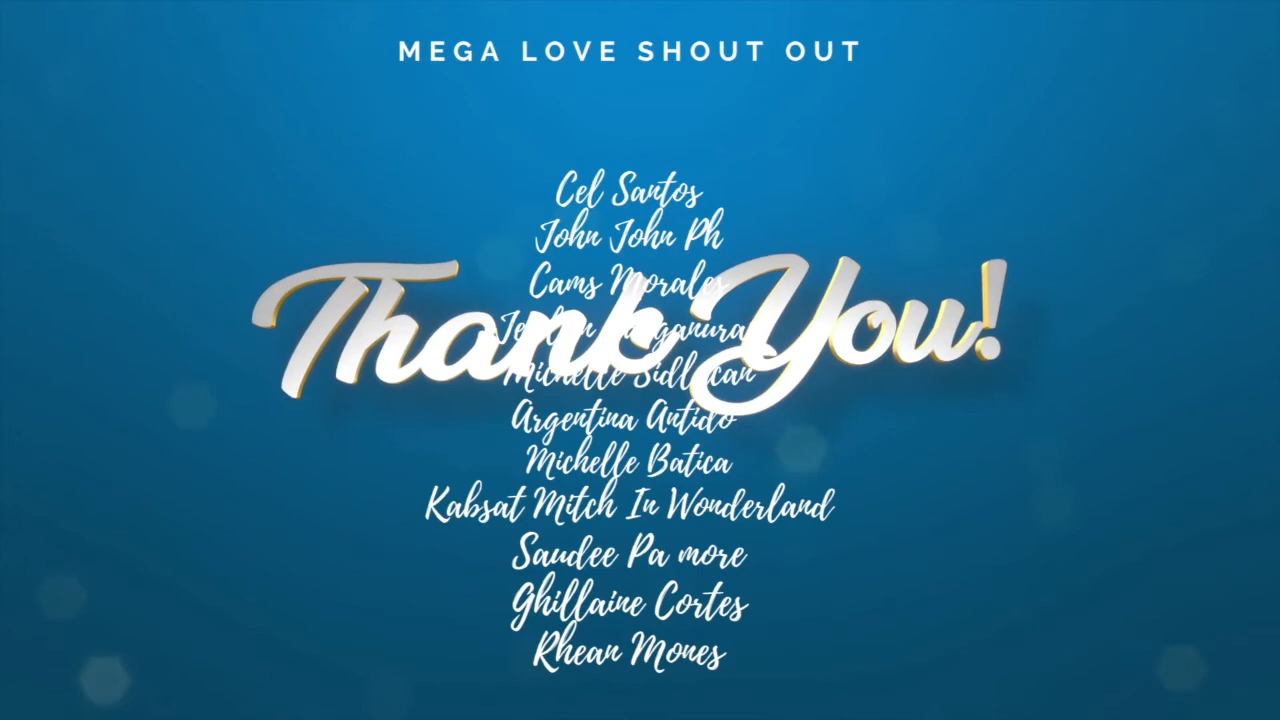 MEGA LOVE SHOUT OUT
Cel Santos
John John Ph
Cams Morales
Thank You!
Michelle
Argentina Antido
Michelle Batica
Kabsat Mitch In Wonderland
Saudee Pa more
Ghillaine Cortes
Rhean Mones